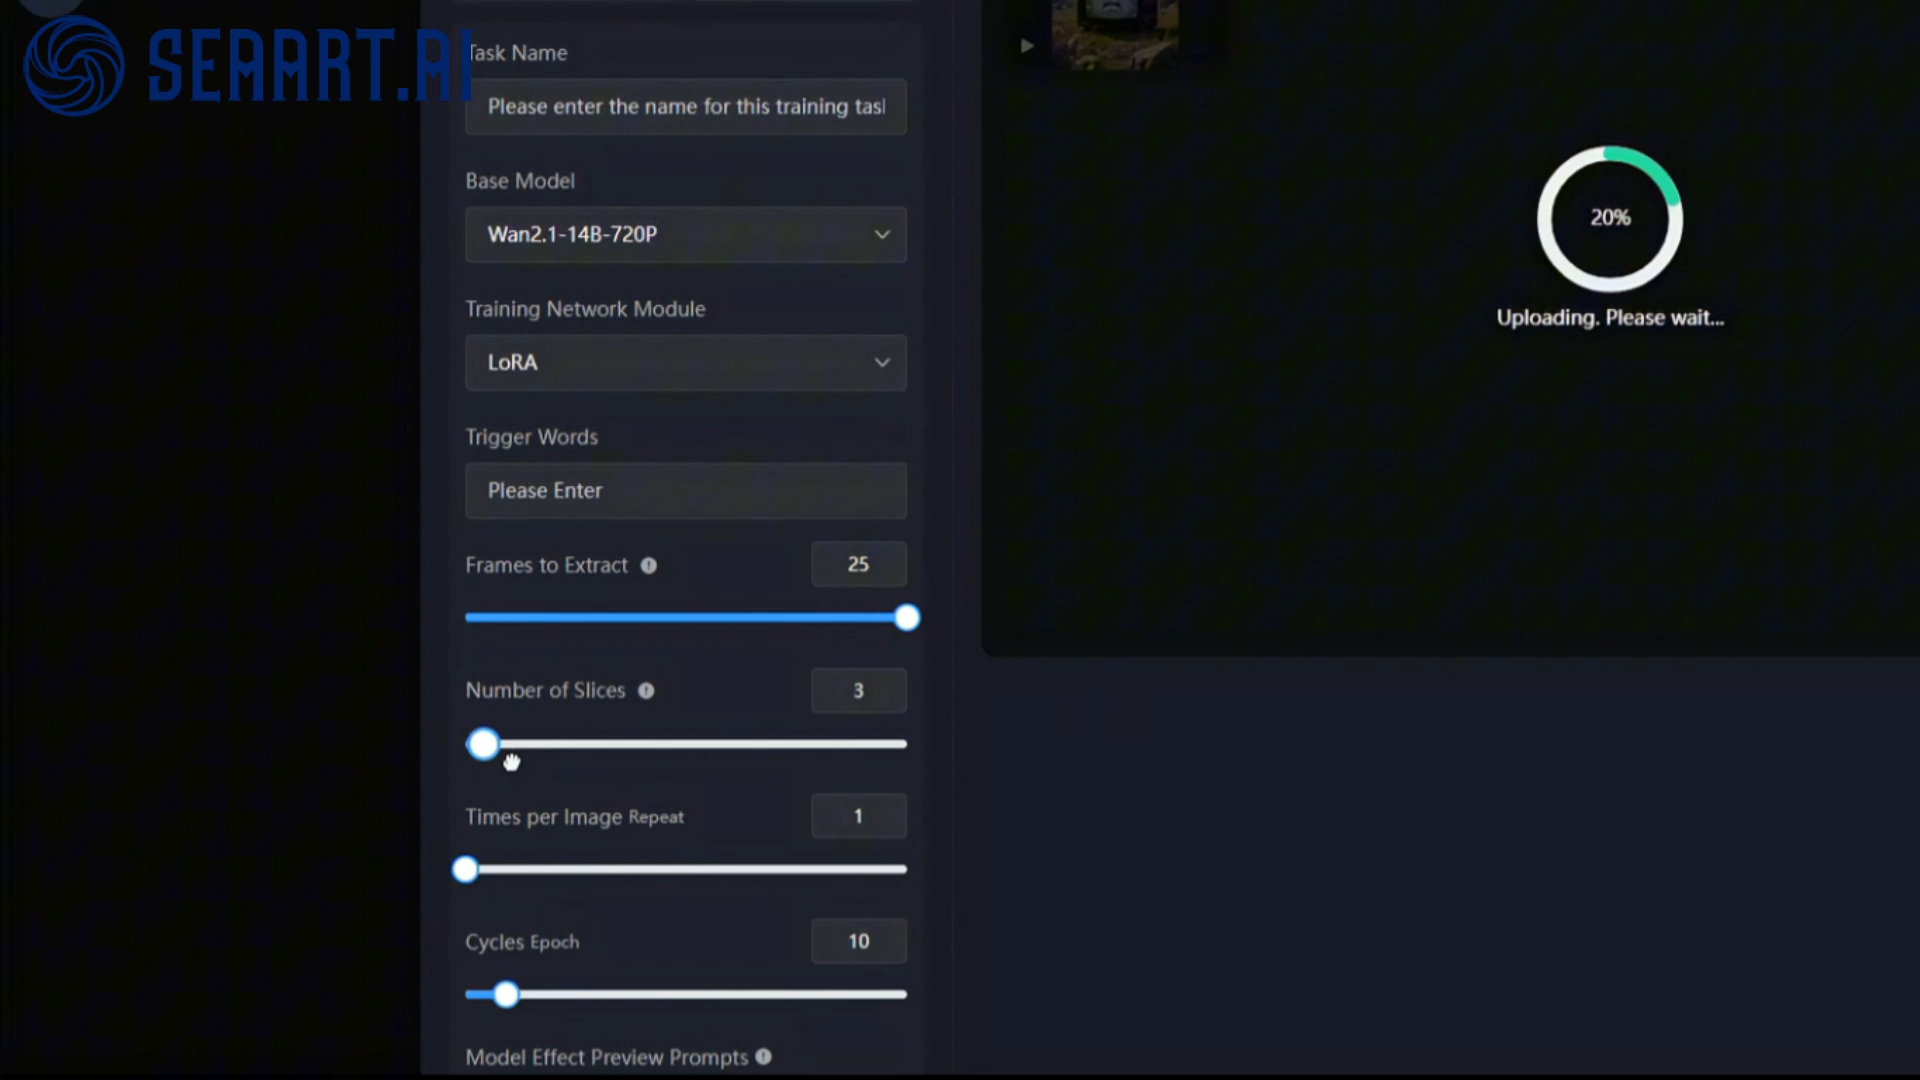 SEAART.AI
Task Name
Please enter the name for this training tas
Base Model
Wan2.1-14B-720P
Training Network Module
LoRA
Trigger Words
Please Enter
Frames to Extract 25
Number of Slices 3
Times per Image Repeat 1
Cycles Epoch 10
Model Effect Preview Prompts
20%
Uploading. Please wait...